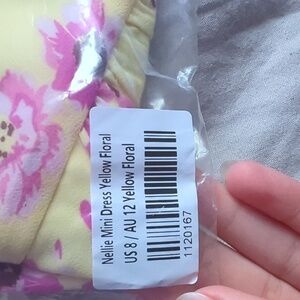 Nellie Mini Dress Yellow Floral
US 8 / AU 12 Yellow Floral
1120167